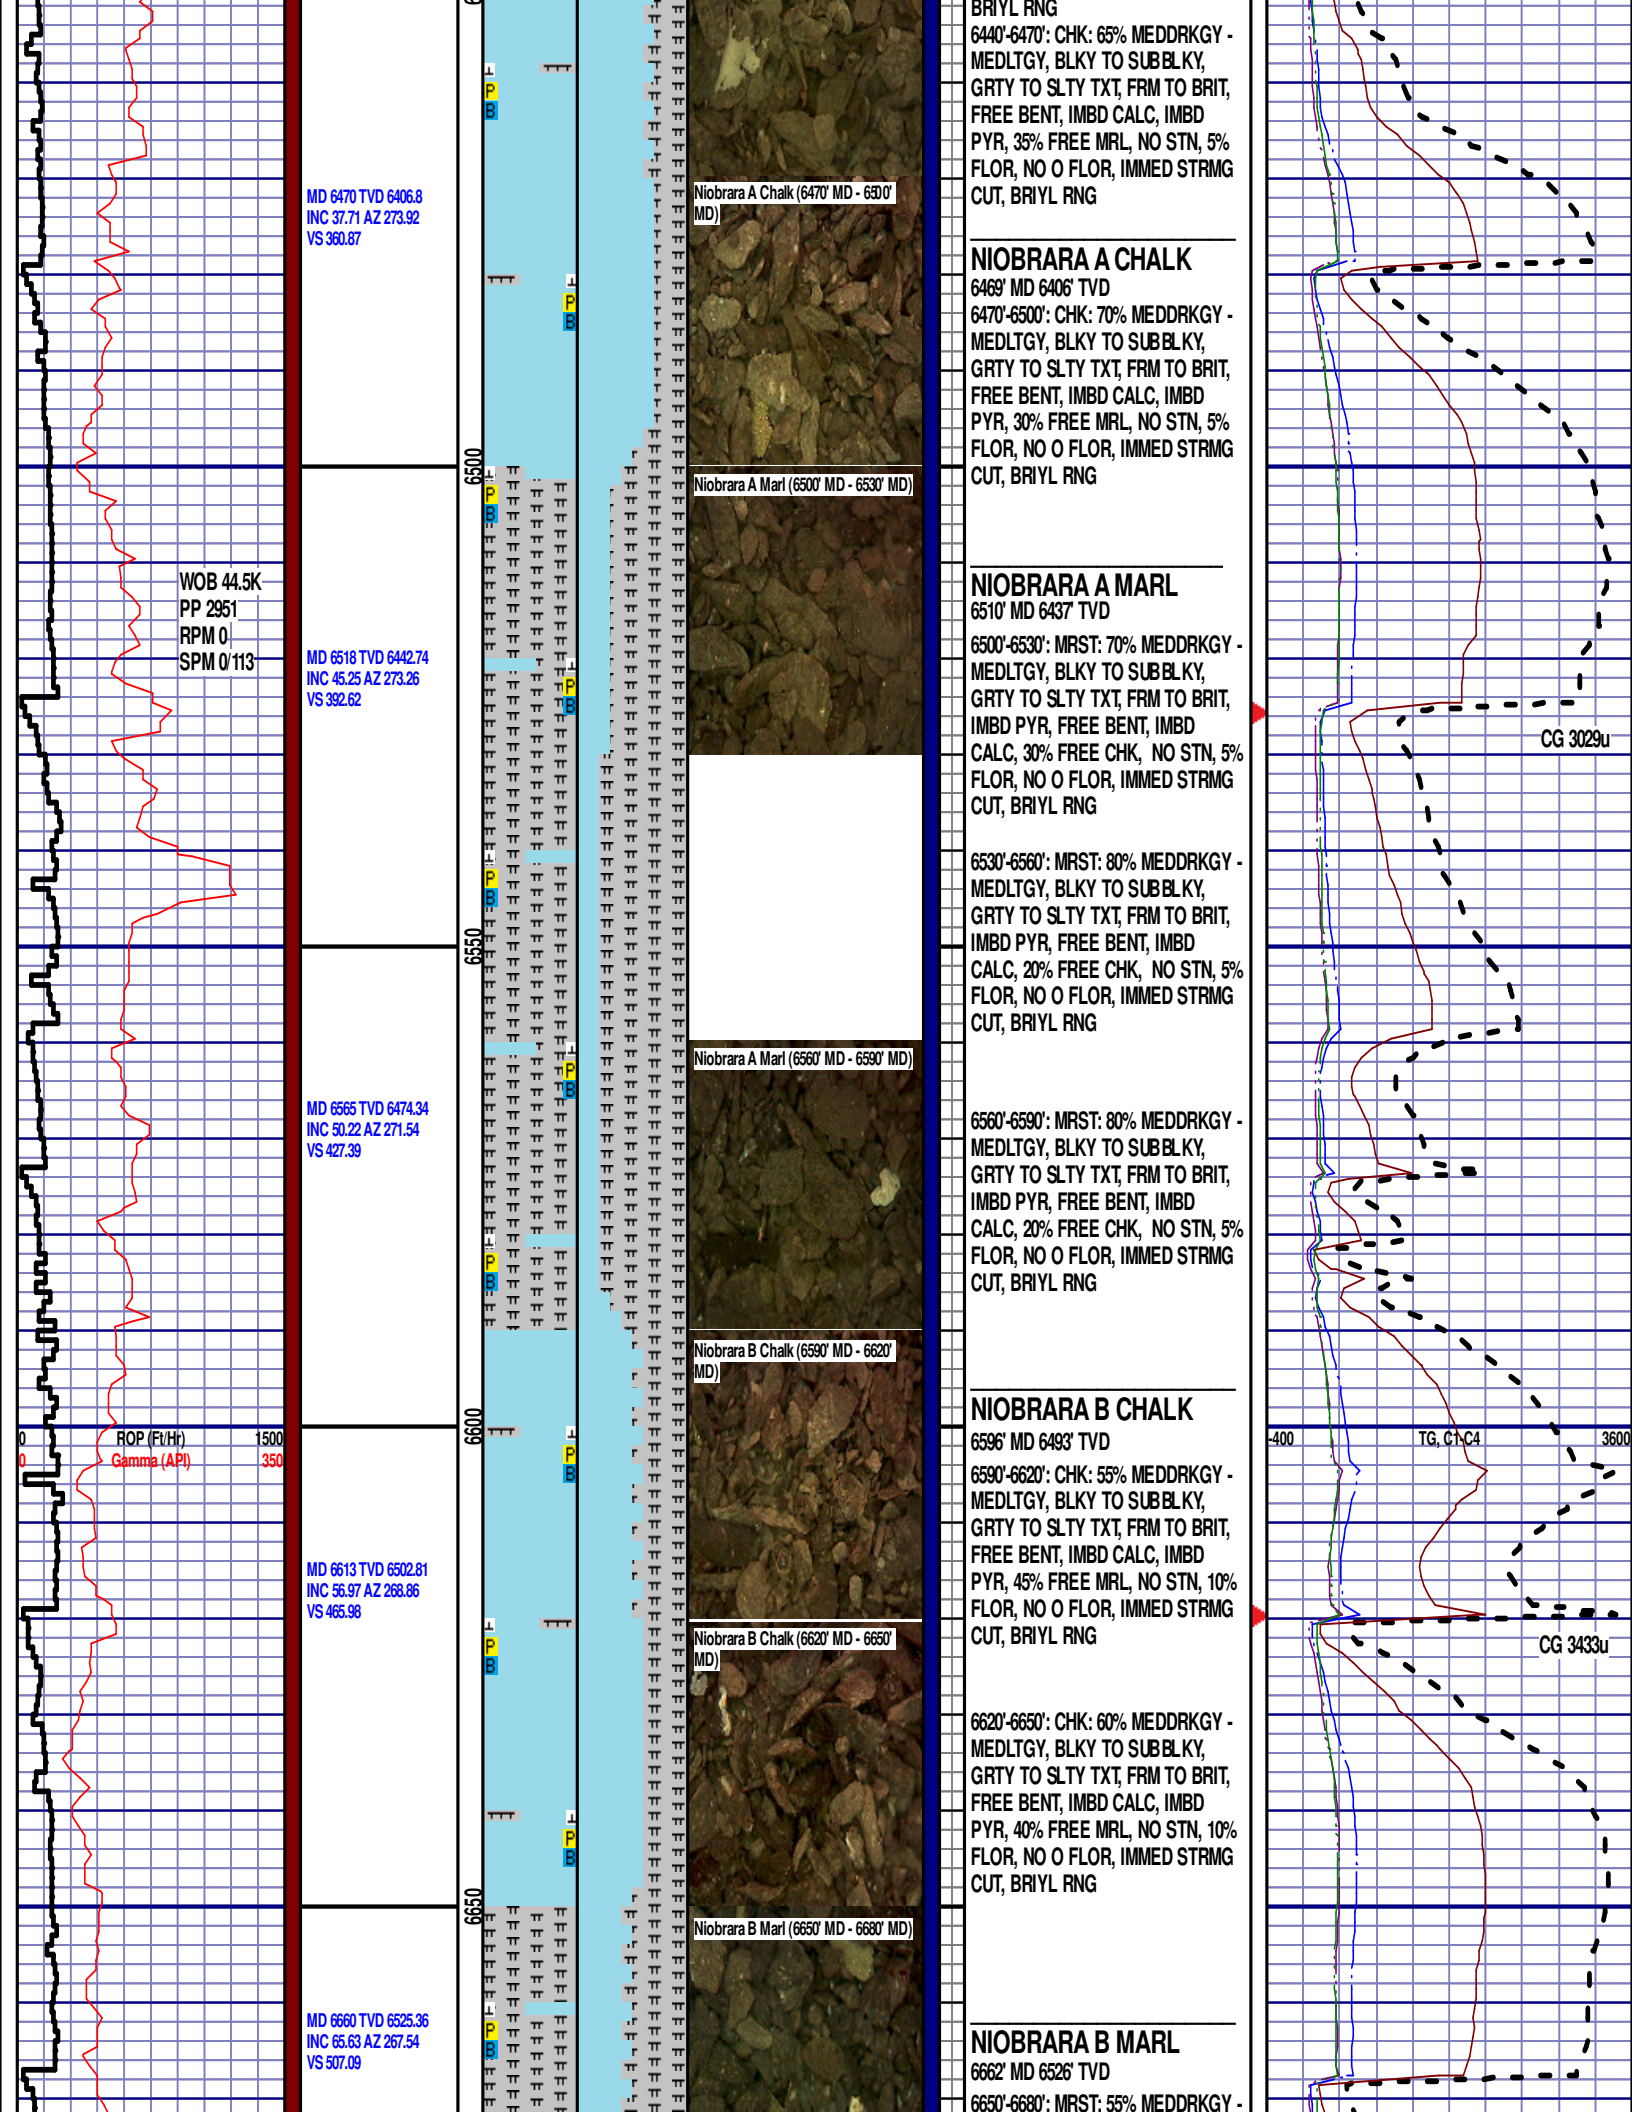 BRIYL RNG
6440'-6470': CHK: 65% MEDDRKGY -
MEDLTGY, BLKY TO SUBBLKY,
GRTY TO SLTY TXT, FRM TO BRIT,
FREE BENT, IMBD CALC, IMBD
PYR, 35% FREE MRL, NO STN, 5%
FLOR, NO O FLOR, IMMED STRMG
CUT, BRIYL RNG
P
B
MD 6470 TVD 6406.8
INC 37.71 AZ 273.92
VS 360.87
Niobrara A Chalk (6470' MD - 6500'
MD)
NIOBRARA A CHALK
6469' MD 6406' TVD
6470'-6500': CHK: 70% MEDDRKGY -
MEDLTGY, BLKY TO SUBBLKY,
GRTY TO SLTY TXT, FRM TO BRIT,
FREE BENT, IMBD CALC, IMBD
PYR, 30% FREE MRL, NO STN, 5%
FLOR, NO O FLOR, IMMED STRMG
CUT, BRIYL RNG
P
B
6500
P
B
Niobrara A Marl (6500' MD - 6530' MD)
WOB 44.5K
PP 2951
RPM 0
SPM 0/113
MD 6518 TVD 6442.74
INC 45.25 AZ 273.26
VS 392.62
P
B
NIOBRARA A MARL
6510' MD 6437' TVD
6500'-6530': MRST: 70% MEDDRKGY -
MEDLTGY, BLKY TO SUBBLKY,
GRTY TO SLTY TXT, FRM TO BRIT,
IMBD PYR, FREE BENT, IMBD
CALC, 30% FREE CHK, NO STN, 5%
FLOR, NO O FLOR, IMMED STRMG
CUT, BRIYL RNG
CG 3029u
P
B
6530'-6560': MRST: 80% MEDDRKGY -
MEDLTGY, BLKY TO SUBBLKY,
GRTY TO SLTY TXT, FRM TO BRIT,
IMBD PYR, FREE BENT, IMBD
CALC, 20% FREE CHK, NO STN, 5%
FLOR, NO O FLOR, IMMED STRMG
CUT, BRIYL RNG
6550
P
B
Niobrara A Marl (6560' MD - 6590' MD)
MD 6565 TVD 6474.34
INC 50.22 AZ 271.54
VS 427.39
6560'-6590': MRST: 80% MEDDRKGY -
MEDLTGY, BLKY TO SUBBLKY,
GRTY TO SLTY TXT, FRM TO BRIT,
IMBD PYR, FREE BENT, IMBD
CALC, 20% FREE CHK, NO STN, 5%
FLOR, NO O FLOR, IMMED STRMG
CUT, BRIYL RNG
P
B
Niobrara B Chalk (6590' MD - 6620'
MD)
6600
0 ROP (Ft/Hr) 1500
0 Gamma (API) 350
P
B
NIOBRARA B CHALK
6596' MD 6493' TVD
6590'-6620': CHK: 55% MEDDRKGY -
MEDLTGY, BLKY TO SUBBLKY,
GRTY TO SLTY TXT, FRM TO BRIT,
FREE BENT, IMBD CALC, IMBD
PYR, 45% FREE MRL, NO STN, 10%
FLOR, NO O FLOR, IMMED STRMG
CUT, BRIYL RNG
-400 TG, C1-C4 3600
MD 6613 TVD 6502.81
INC 56.97 AZ 268.86
VS 465.98
P
B
Niobrara B Chalk (6620' MD - 6650'
MD)
CG 3433u
6620'-6650': CHK: 60% MEDDRKGY -
MEDLTGY, BLKY TO SUBBLKY,
GRTY TO SLTY TXT, FRM TO BRIT,
FREE BENT, IMBD CALC, IMBD
PYR, 40% FREE MRL, NO STN, 10%
FLOR, NO O FLOR, IMMED STRMG
CUT, BRIYL RNG
P
B
6650
Niobrara B Marl (6650' MD - 6680' MD)
MD 6660 TVD 6525.36
INC 65.63 AZ 267.54
VS 507.09
P
B
NIOBRARA B MARL
6662' MD 6526' TVD
6650'-6680': MRST: 55% MEDDRKGY -